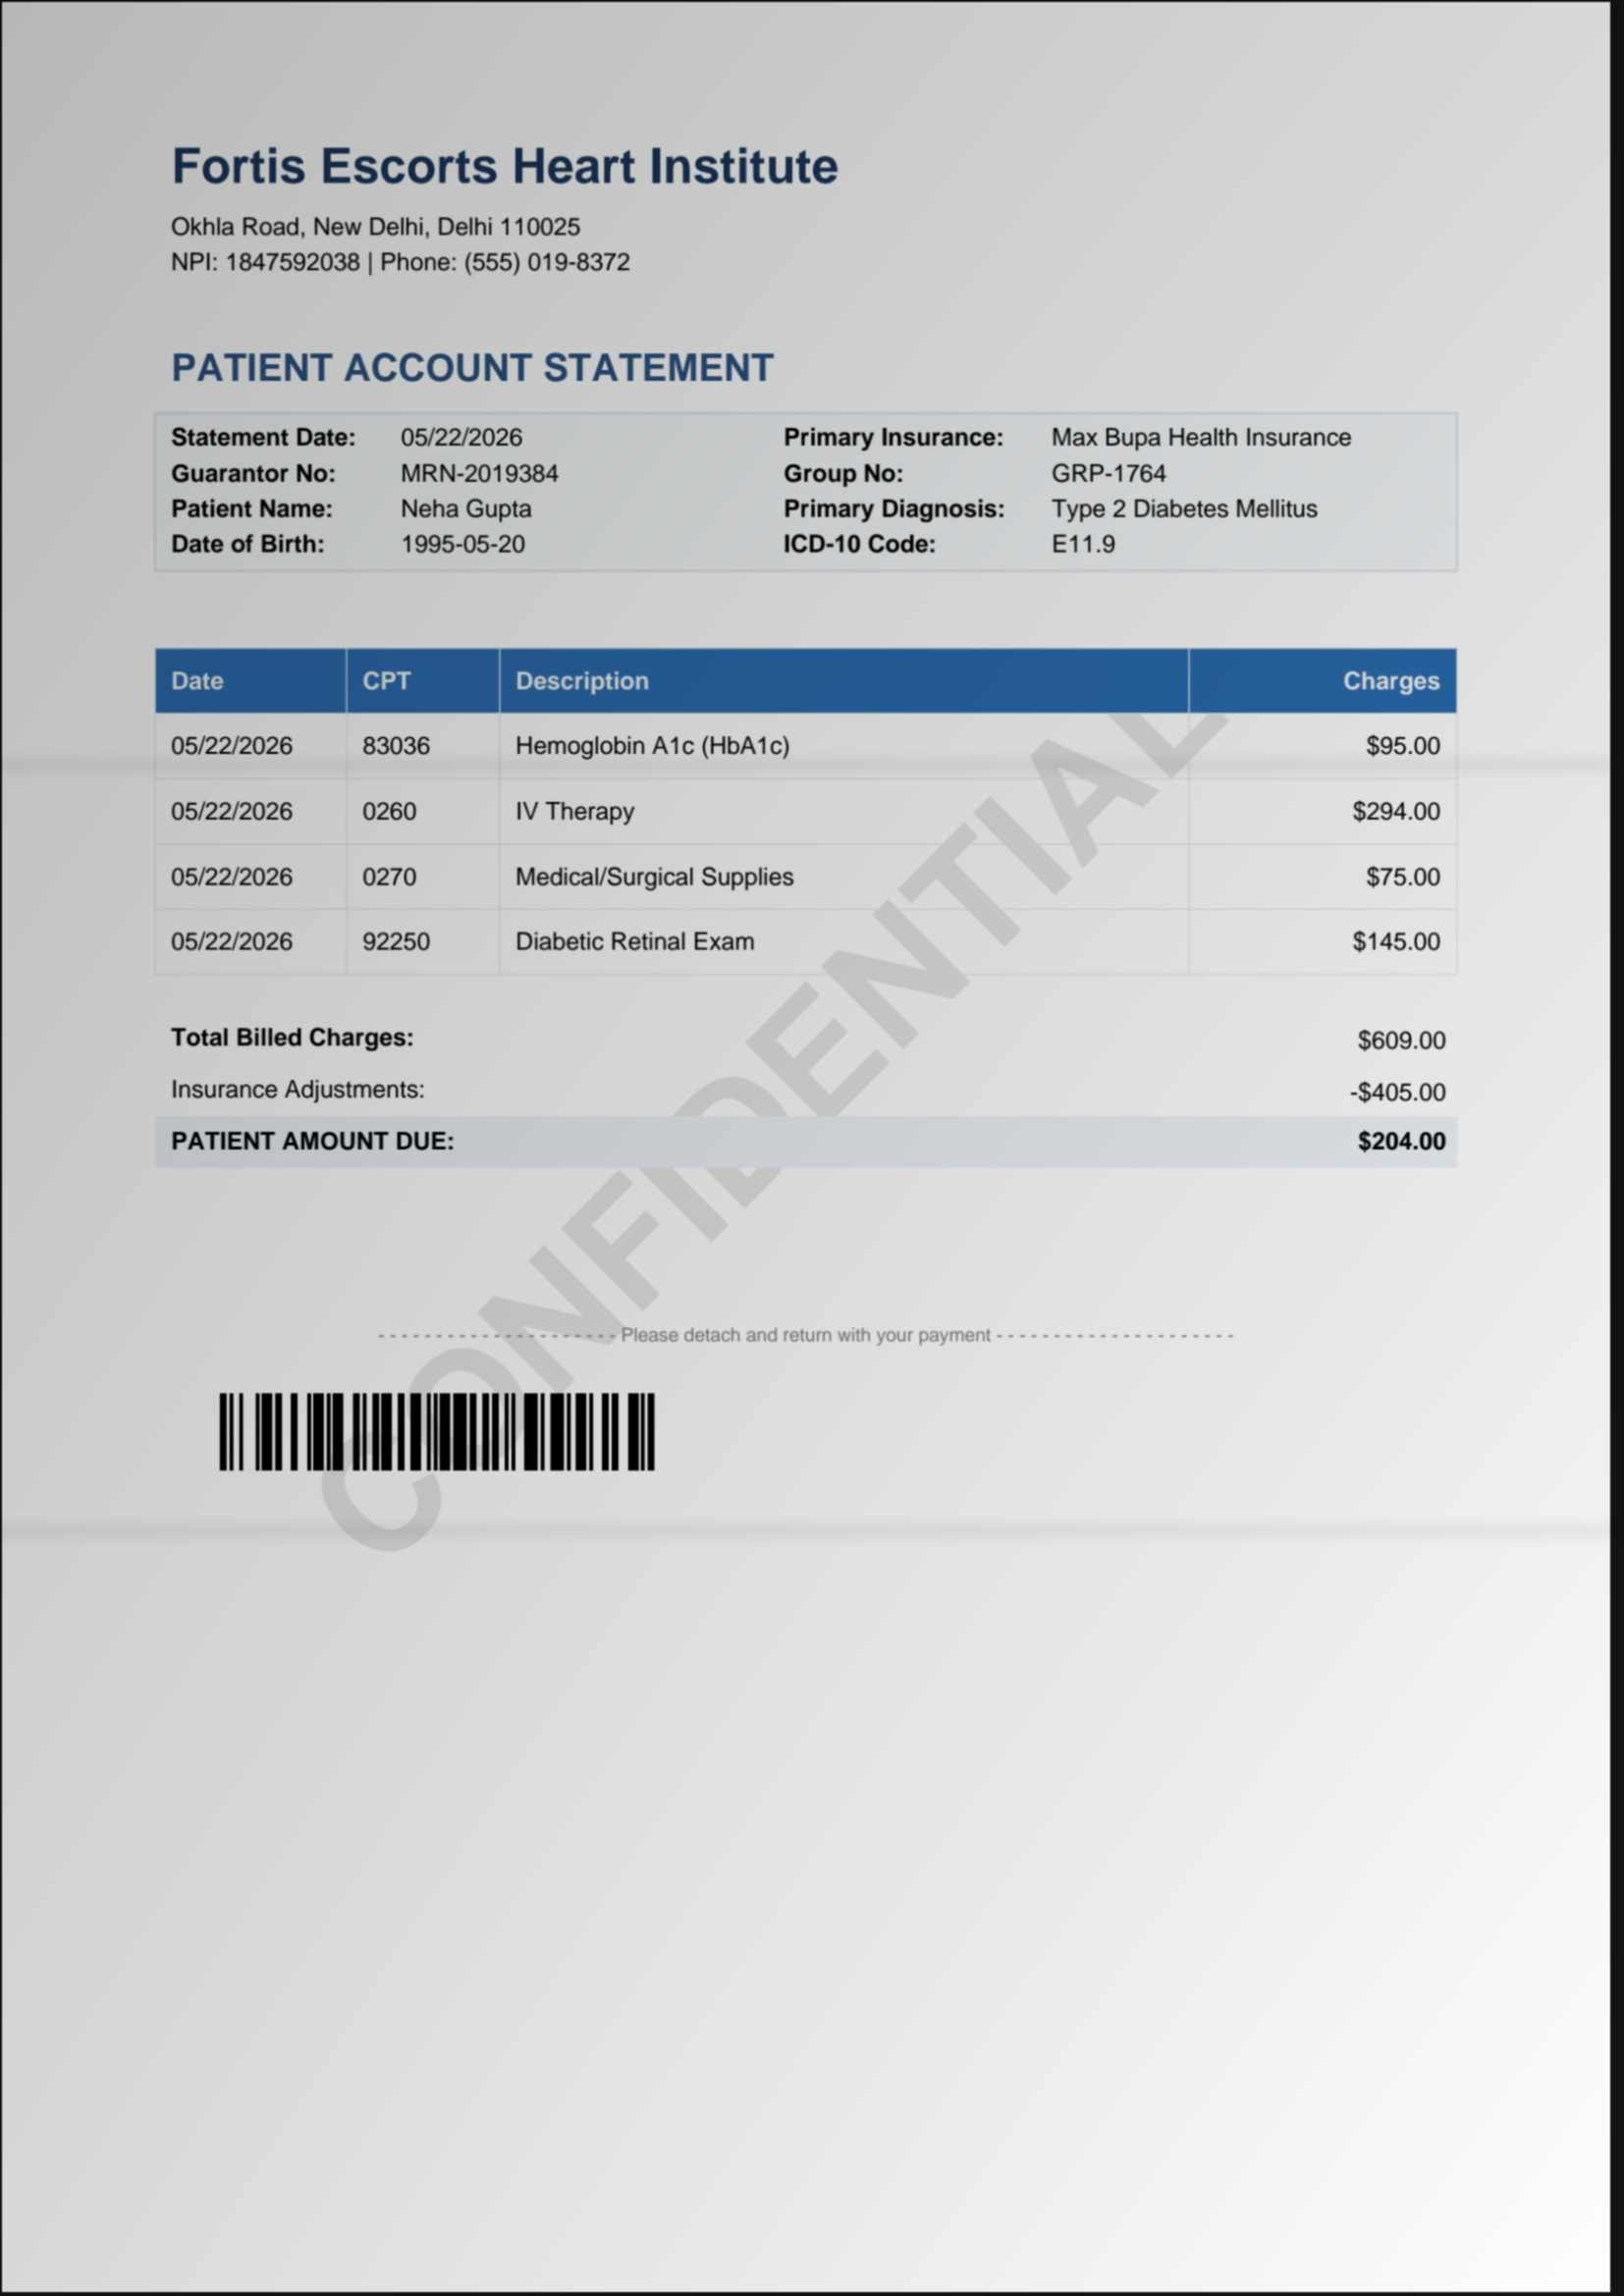 Fortis Escorts Heart Institute
Okhla Road, New Delhi, Delhi 110025
NPI: 1847592038 | Phone: (555) 019-8372
PATIENT ACCOUNT STATEMENT
Statement Date: 05/22/2026 Primary Insurance: Max Bupa Health Insurance
Guarantor No: MRN-2019384 Group No: GRP-1764
Patient Name: Neha Gupta Primary Diagnosis: Type 2 Diabetes Mellitus
Date of Birth: 1995-05-20 ICD-10 Code: E11.9
Date CPT Description Charges
05/22/2026 83036 Hemoglobin A1c (HbA1c) $95.00
05/22/2026 0260 IV Therapy $294.00
05/22/2026 0270 Medical/Surgical Supplies $75.00
05/22/2026 92250 Diabetic Retinal Exam $145.00
Total Billed Charges: $609.00
Insurance Adjustments: -$405.00
PATIENT AMOUNT DUE: $204.00
CONFIDENTIAL
- - - - - - - - - - - - - - - - - - - - - Please detach and return with your payment - - - - - - - - - - - - - - - - - - - - -